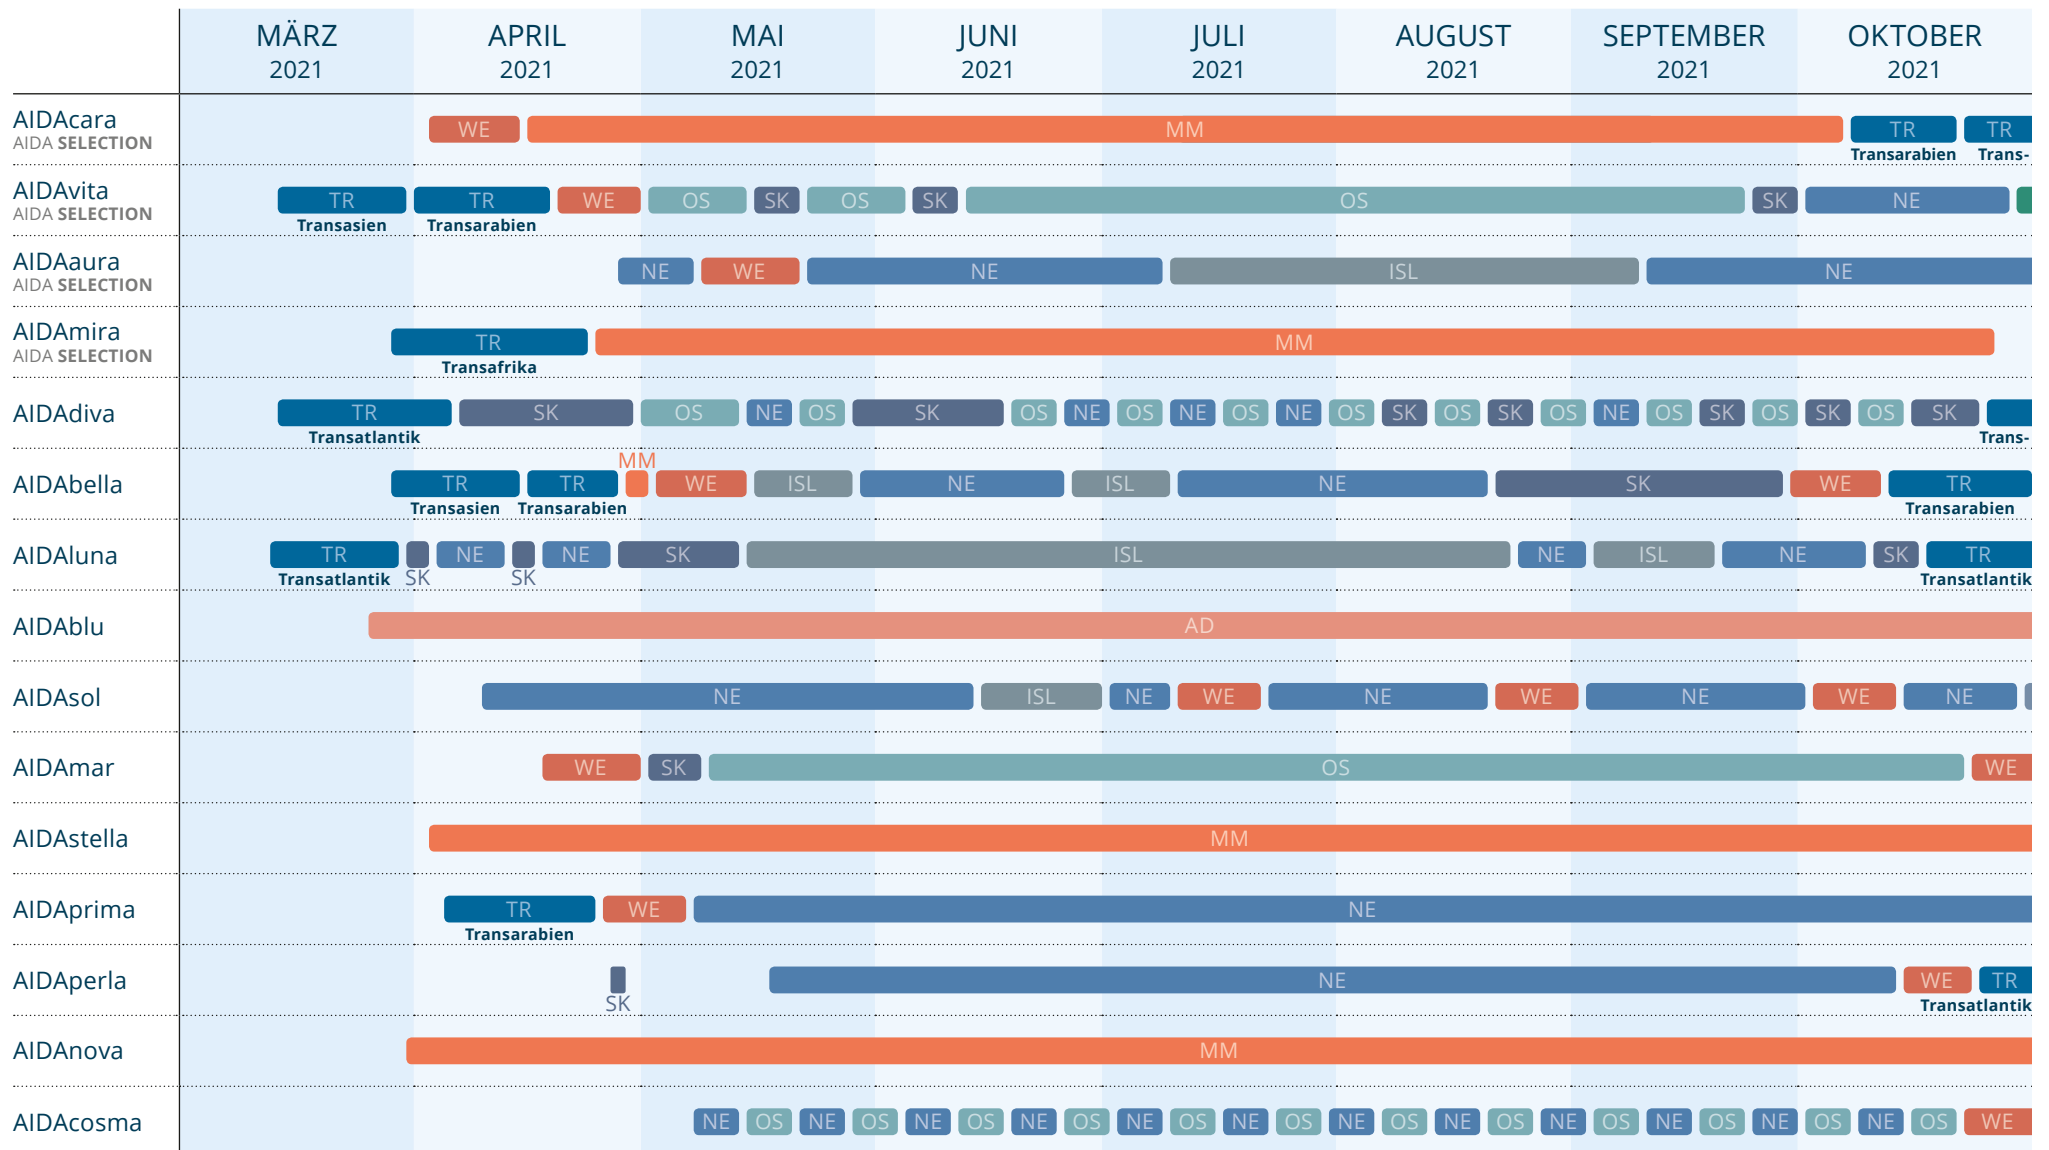 MÄRZ APRIL MAI JUNI JULI AUGUST SEPTEMBER OKTOBER
2021 2021 2021 2021 2021 2021 2021 2021
AIDAcara WE MM TR TR
AIDA SELECTION Transarabien Trans-
AIDAvita TR TR WE OS SK OS SK OS SK NE
AIDA SELECTION Transasien Transarabien
AIDAaura NE WE NE ISL NE
AIDA SELECTION
AIDAmira TR MM
AIDA SELECTION Transafrika
AIDAdiva TR SK OS NE OS SK OS NE OS NE OS NE OS SK OS SK OS NE OS SK OS SK OS SK
Transatlantik Trans-
MM
AIDAbella TR TR WE ISL NE ISL NE SK WE TR
Transasien Transarabien Transarabien
AIDAluna TR NE NE SK ISL NE ISL NE SK TR
Transatlantik SK SK Transatlantik
AIDAblu AD
AIDAsol NE ISL NE WE NE WE NE WE NE
AIDAmar WE SK OS WE
AIDAstella MM
AIDAprima TR WE NE
Transarabien
AIDAperla NE WE TR
SK Transatlantik
AIDAnova MM
AIDAcosma NE OS NE OS NE OS NE OS NE OS NE OS NE OS NE OS NE OS NE OS NE OS NE OS WE